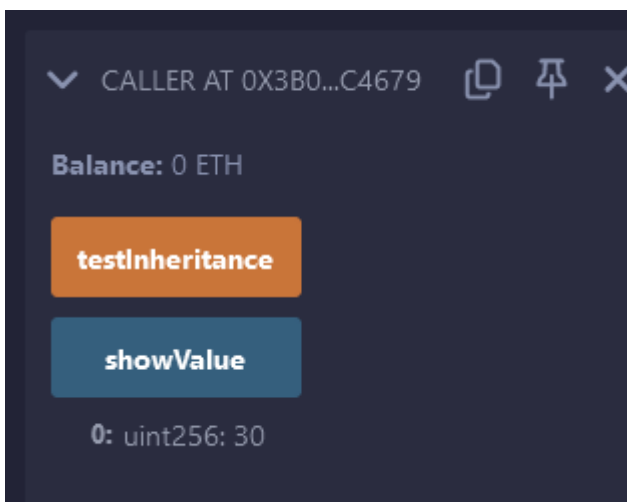 CALLER AT 0X3B0...C4679
Balance: 0 ETH
testInheritance
showValue
0: uint256: 30